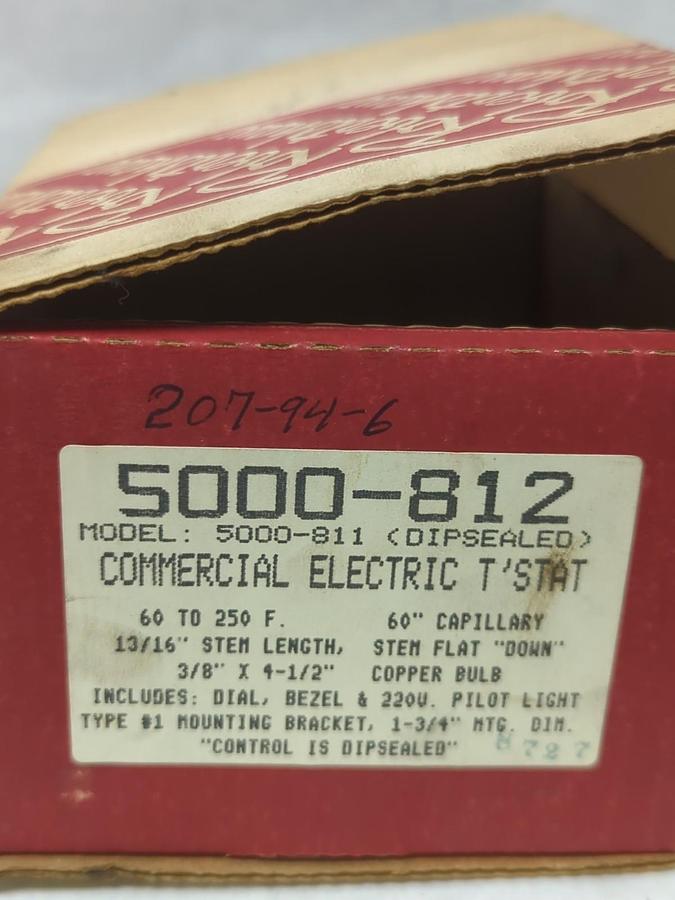 207-94-6
5000-812
MODEL: 5000-811 (DIPSEALED)
COMMERCIAL ELECTRIC T'STAT
60 TO 250 F. 60" CAPILLARY
13/16" STEM LENGTH, STEM FLAT "DOWN"
3/8" X 4-1/2" COPPER BULB
INCLUDES: DIAL, BEZEL & 220V. PILOT LIGHT
TYPE #1 MOUNTING BRACKET, 1-3/4" MTG. DIM.
"CONTROL IS DIPSEALED" 8727